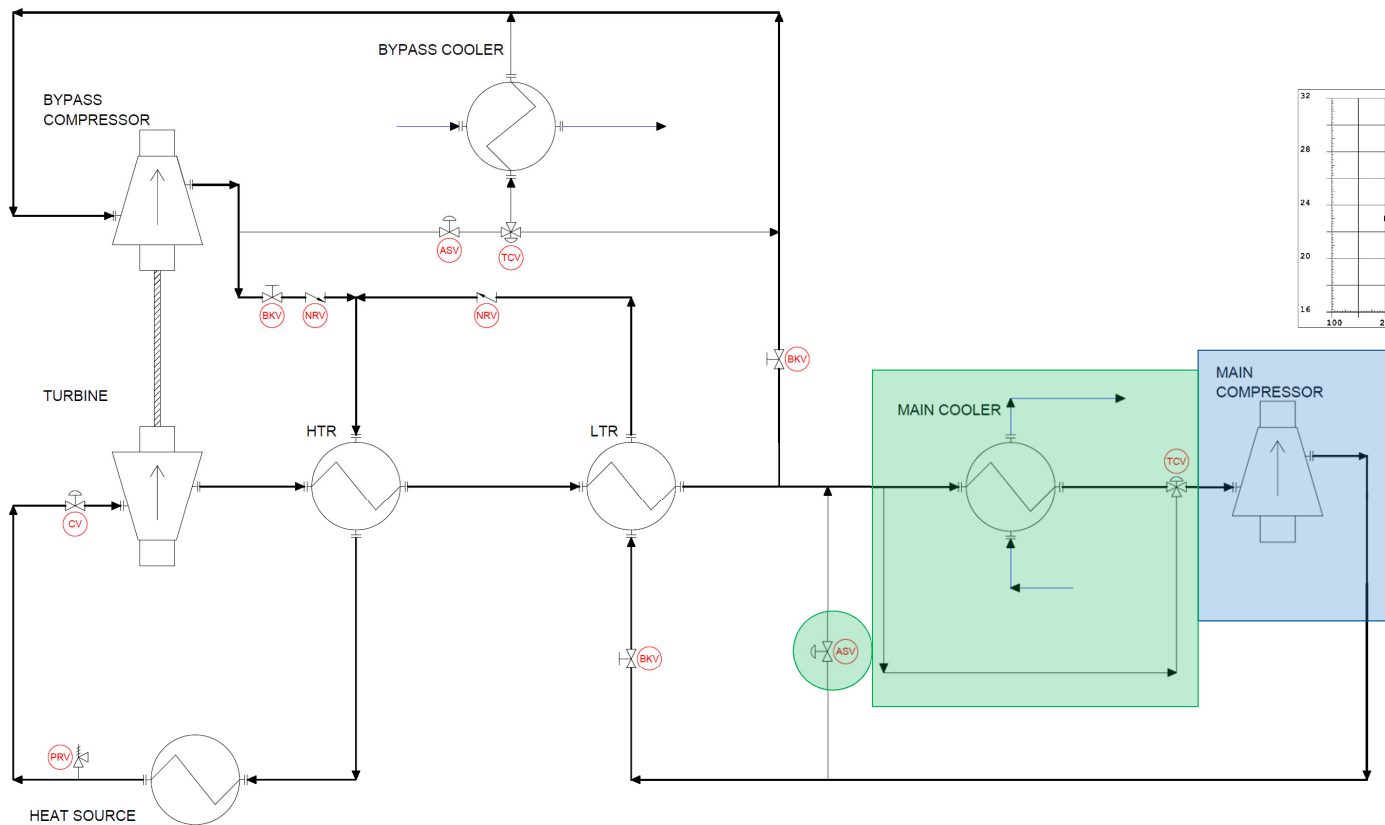 BYPASS COOLER
BYPASS
COMPRESSOR
32
28
24
20
16
100
2
ASV
TCV
BKV
NRV
NRV
BKV
TURBINE
HTR
LTR
MAIN COOLER
MAIN
COMPRESSOR
TCV
CV
ASV
BKV
PRV
HEAT SOURCE